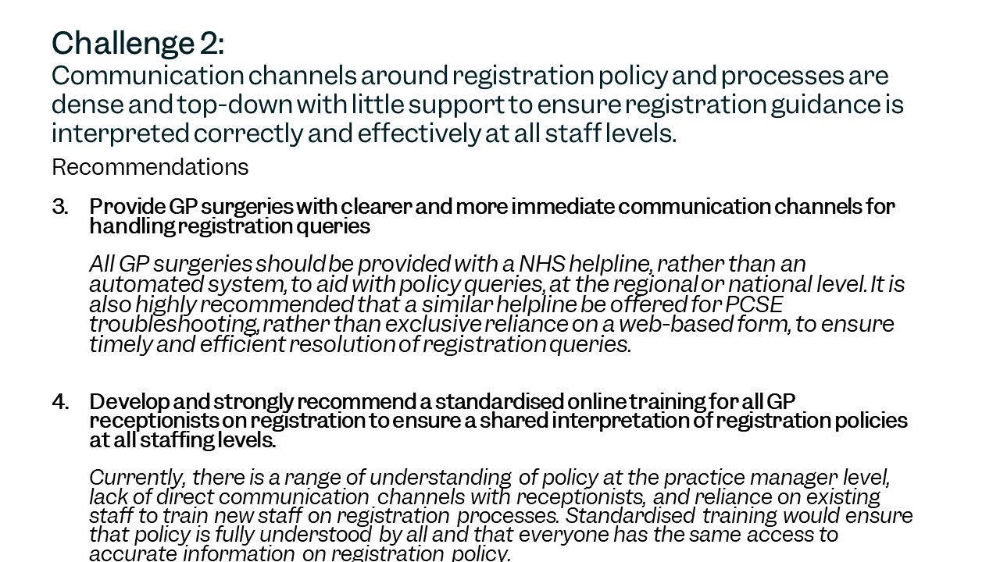 Challenge 2:
Communication channels around registration policy and processes are
dense and top-down with little support to ensure registration guidance is
interpreted correctly and effectively at all staff levels.
Recommendations
3. Provide GP surgeries with clearer and more immediate communication channels for
handling registration queries
All GP surgeries should be provided with a NHS helpline, rather than an
automated system, to aid with policy queries, at the regional or national level. It is
also highly recommended that a similar helpline be offered for PCSE
troubleshooting, rather than exclusive reliance on a web-based form, to ensure
timely and efficient resolution of registration queries.
4. Develop and strongly recommend a standardised online training for all GP
receptionists on registration to ensure a shared interpretation of registration policies
at all staffing levels.
Currently, there is a range of understanding of policy at the practice manager level,
lack of direct communication channels with receptionists, and reliance on existing
staff to train new staff on registration processes. Standardised training would ensure
that policy is fully understood by all and that everyone has the same access to
accurate information on registration policy.